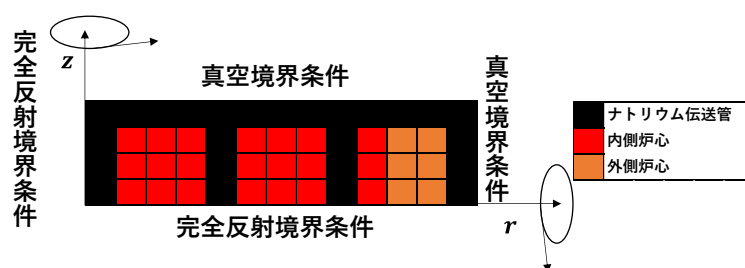 完全反射境界条件
z
真空境界条件
真空境界条件
ナトリウム伝送管
内側炉心
外側炉心
完全反射境界条件
r